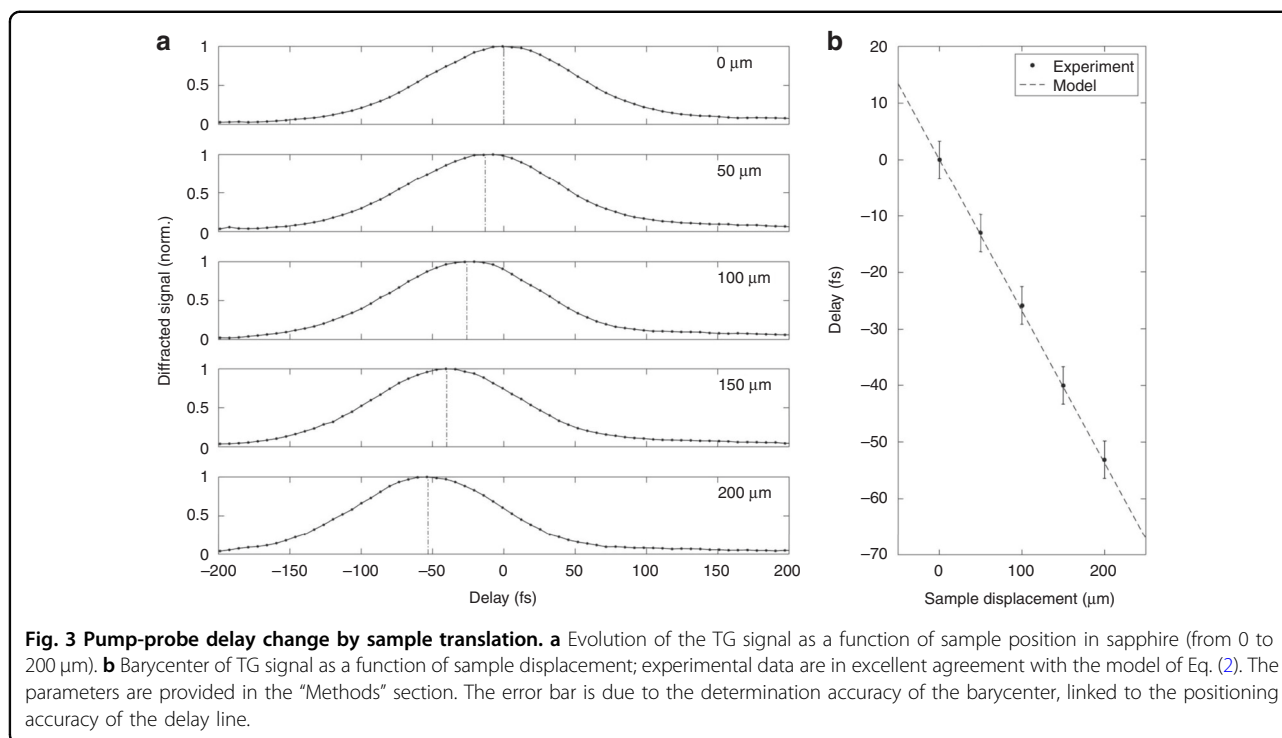 a
1
0.5
0
0 μm
1
0.5
0
50 μm
1
0.5
0
100 μm
1
0.5
0
150 μm
1
0.5
0
200 μm
Diffracted signal (norm.)
−200 −150 −100 −50 0 50 100 150 200
Delay (fs)
b
20
10
0
−10
−20
−30
−40
−50
−60
−70
Delay (fs)
Experiment
Model
0 100 200
Sample displacement (μm)
Fig. 3 Pump-probe delay change by sample translation. a Evolution of the TG signal as a function of sample position in sapphire (from 0 to
200 μm). b Barycenter of TG signal as a function of sample displacement; experimental data are in excellent agreement with the model of Eq. (2). The
parameters are provided in the “Methods” section. The error bar is due to the determination accuracy of the barycenter, linked to the positioning
accuracy of the delay line.